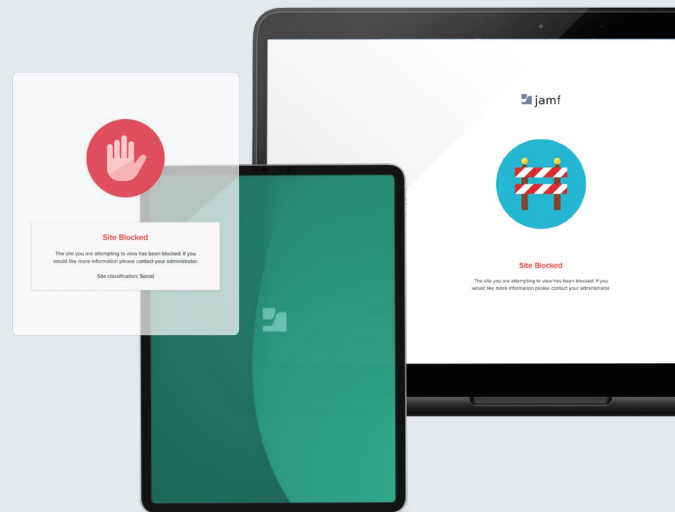 Site Blocked
The site you are attempting to view has been blocked. If you
would like more information please contact your administrator.
Site classification: Social
jamf
Site Blocked
The site you are attempting to view has been blocked. If you
would like more information please contact your administrator.